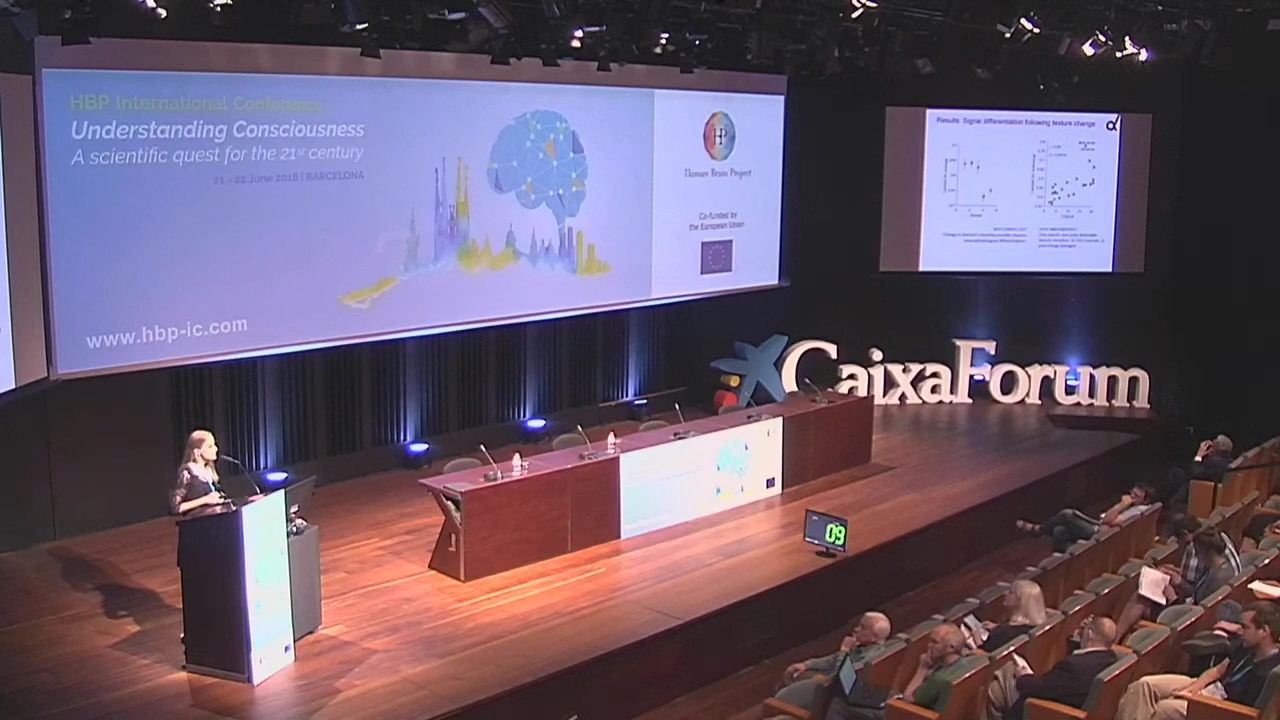 HBP International Conference
Understanding Consciousness
A scientific quest for the 21st century
21 – 22 June 2018 | BARCELONA
www.hbp-ic.com
HP
Human Brain Project
Co-funded by
the European Union
Results Signal differentiation following texture change
CaixaForum
09